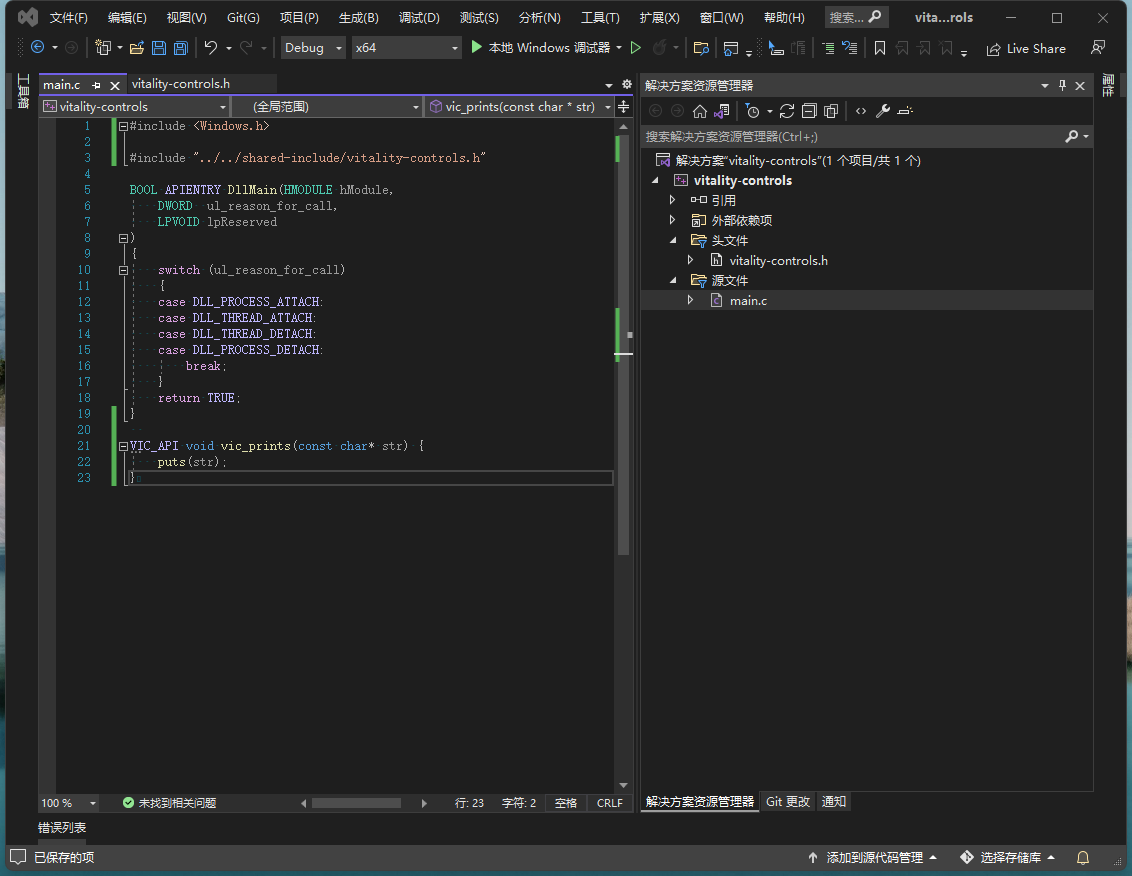 文件(F) 编辑(E) 视图(V) Git(G) 项目(P) 生成(B) 调试(D) 测试(S) 分析(N) 工具(T) 扩展(X) 窗口(W) 帮助(H) 搜索... vita...rols
Debug x64 本地 Windows 调试器 Live Share
工具箱
main.c vitality-controls.h
vitality-controls (全局范围) vic_prints(const char * str)
1 #include <Windows.h>
2
3 #include "../../shared-include/vitality-controls.h"
4
5 BOOL APIENTRY DllMain(HMODULE hModule,
6 DWORD ul_reason_for_call,
7 LPVOID lpReserved
8 )
9 {
10 switch (ul_reason_for_call)
11 {
12 case DLL_PROCESS_ATTACH:
13 case DLL_THREAD_ATTACH:
14 case DLL_THREAD_DETACH:
15 case DLL_PROCESS_DETACH:
16 break;
17 }
18 return TRUE;
19 }
20
21 VIC_API void vic_prints(const char* str) {
22 puts(str);
23 }
100 % 未找到相关问题 行: 23 字符: 2 空格 CRLF
错误列表
解决方案资源管理器
搜索解决方案资源管理器(Ctrl+;)
解决方案"vitality-controls"(1 个项目/共 1 个)
vitality-controls
引用
外部依赖项
头文件
vitality-controls.h
源文件
main.c
解决方案资源管理器 Git 更改 通知
属性
已保存的项 添加到源代码管理 选择存储库